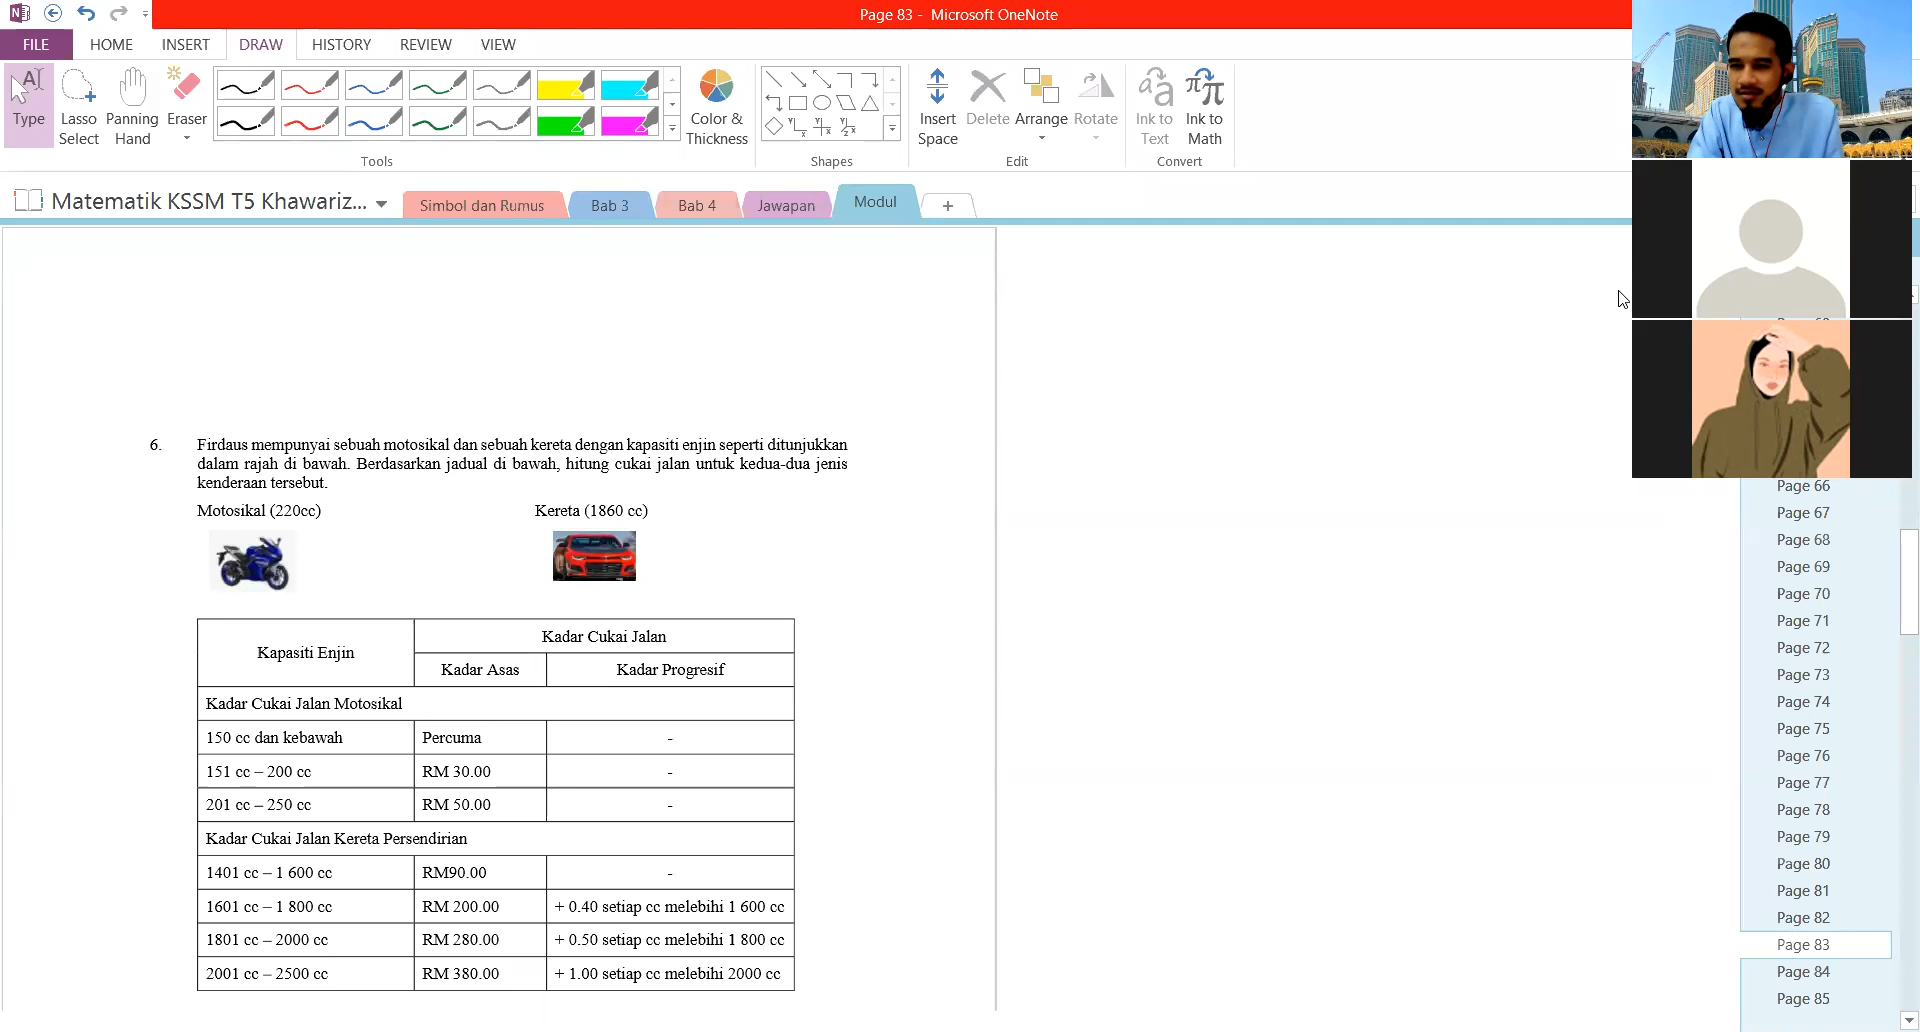 Page 83 - Microsoft OneNote
FILE HOME INSERT DRAW HISTORY REVIEW VIEW
Type
Lasso Select
Panning Hand
Eraser
Color & Thickness
Insert Space
Delete
Arrange
Rotate
Ink to Text
Ink to Math
Tools
Shapes
Edit
Convert
Matematik KSSM T5 Khawariz...
Simbol dan Rumus
Bab 3
Bab 4
Jawapan
Modul
6. Firdaus mempunyai sebuah motosikal dan sebuah kereta dengan kapasiti enjin seperti ditunjukkan
dalam rajah di bawah. Berdasarkan jadual di bawah, hitung cukai jalan untuk kedua-dua jenis
kenderaan tersebut.
Motosikal (220cc) Kereta (1860 cc)
Kapasiti Enjin
Kadar Cukai Jalan
Kadar Asas Kadar Progresif
Kadar Cukai Jalan Motosikal
150 cc dan kebawah Percuma -
151 cc – 200 cc RM 30.00 -
201 cc – 250 cc RM 50.00 -
Kadar Cukai Jalan Kereta Persendirian
1401 cc – 1 600 cc RM90.00 -
1601 cc – 1 800 cc RM 200.00 + 0.40 setiap cc melebihi 1 600 cc
1801 cc – 2000 cc RM 280.00 + 0.50 setiap cc melebihi 1 800 cc
2001 cc – 2500 cc RM 380.00 + 1.00 setiap cc melebihi 2000 cc
Page 66
Page 67
Page 68
Page 69
Page 70
Page 71
Page 72
Page 73
Page 74
Page 75
Page 76
Page 77
Page 78
Page 79
Page 80
Page 81
Page 82
Page 83
Page 84
Page 85